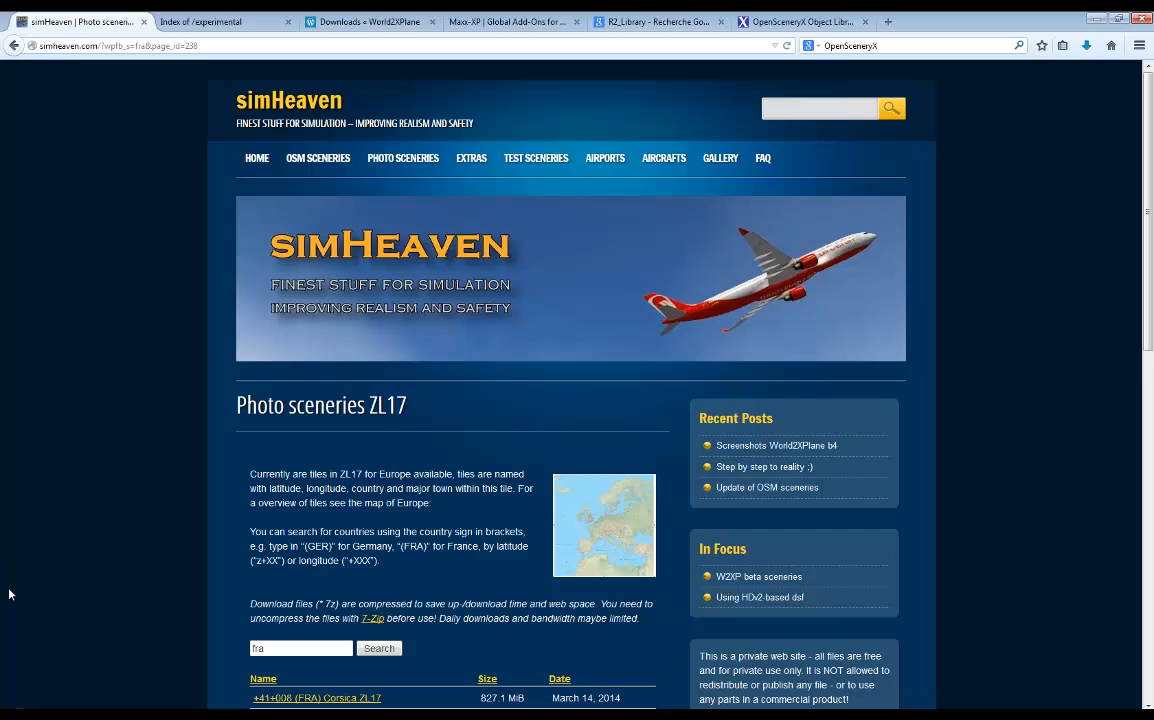 simHeaven | Photo sceneri...
Index of /experimental
Downloads « World2XPlane
Maxx-XP | Global Add-Ons for ...
R2_Library - Recherche Go...
OpenSceneryX Object Libr...
simheaven.com/?wpfb_s=fra&page_id=238
OpenSceneryX
simHeaven
FINEST STUFF FOR SIMULATION – IMPROVING REALISM AND SAFETY
HOME OSM SCENERIES PHOTO SCENERIES EXTRAS TEST SCENERIES AIRPORTS AIRCRAFTS GALLERY FAQ
SIMHEAVEN
FINEST STUFF FOR SIMULATION
IMPROVING REALISM AND SAFETY
Photo sceneries ZL17
Currently are tiles in ZL17 for Europe available, tiles are named
with latitude, longitude, country and major town within this tile. For
a overview of tiles see the map of Europe:
You can search for countries using the country sign in brackets,
e.g. type in "(GER)" for Germany, "(FRA)" for France, by latitude
("z+XX") or longitude ("+XXX").
Download files (*.7z) are compressed to save up-/download time and web space. You need to
uncompress the files with 7-Zip before use! Daily downloads and bandwidth maybe limited.
fra Search
Name Size Date
+41+008 (FRA) Corsica ZL17 827.1 MiB March 14, 2014
Recent Posts
Screenshots World2XPlane b4
Step by step to reality ;)
Update of OSM sceneries
In Focus
W2XP beta sceneries
Using HDv2-based dsf
This is a private web site - all files are free
and for private use only. It is NOT allowed to
redistribute or publish any file - or to use
any parts in a commercial product!